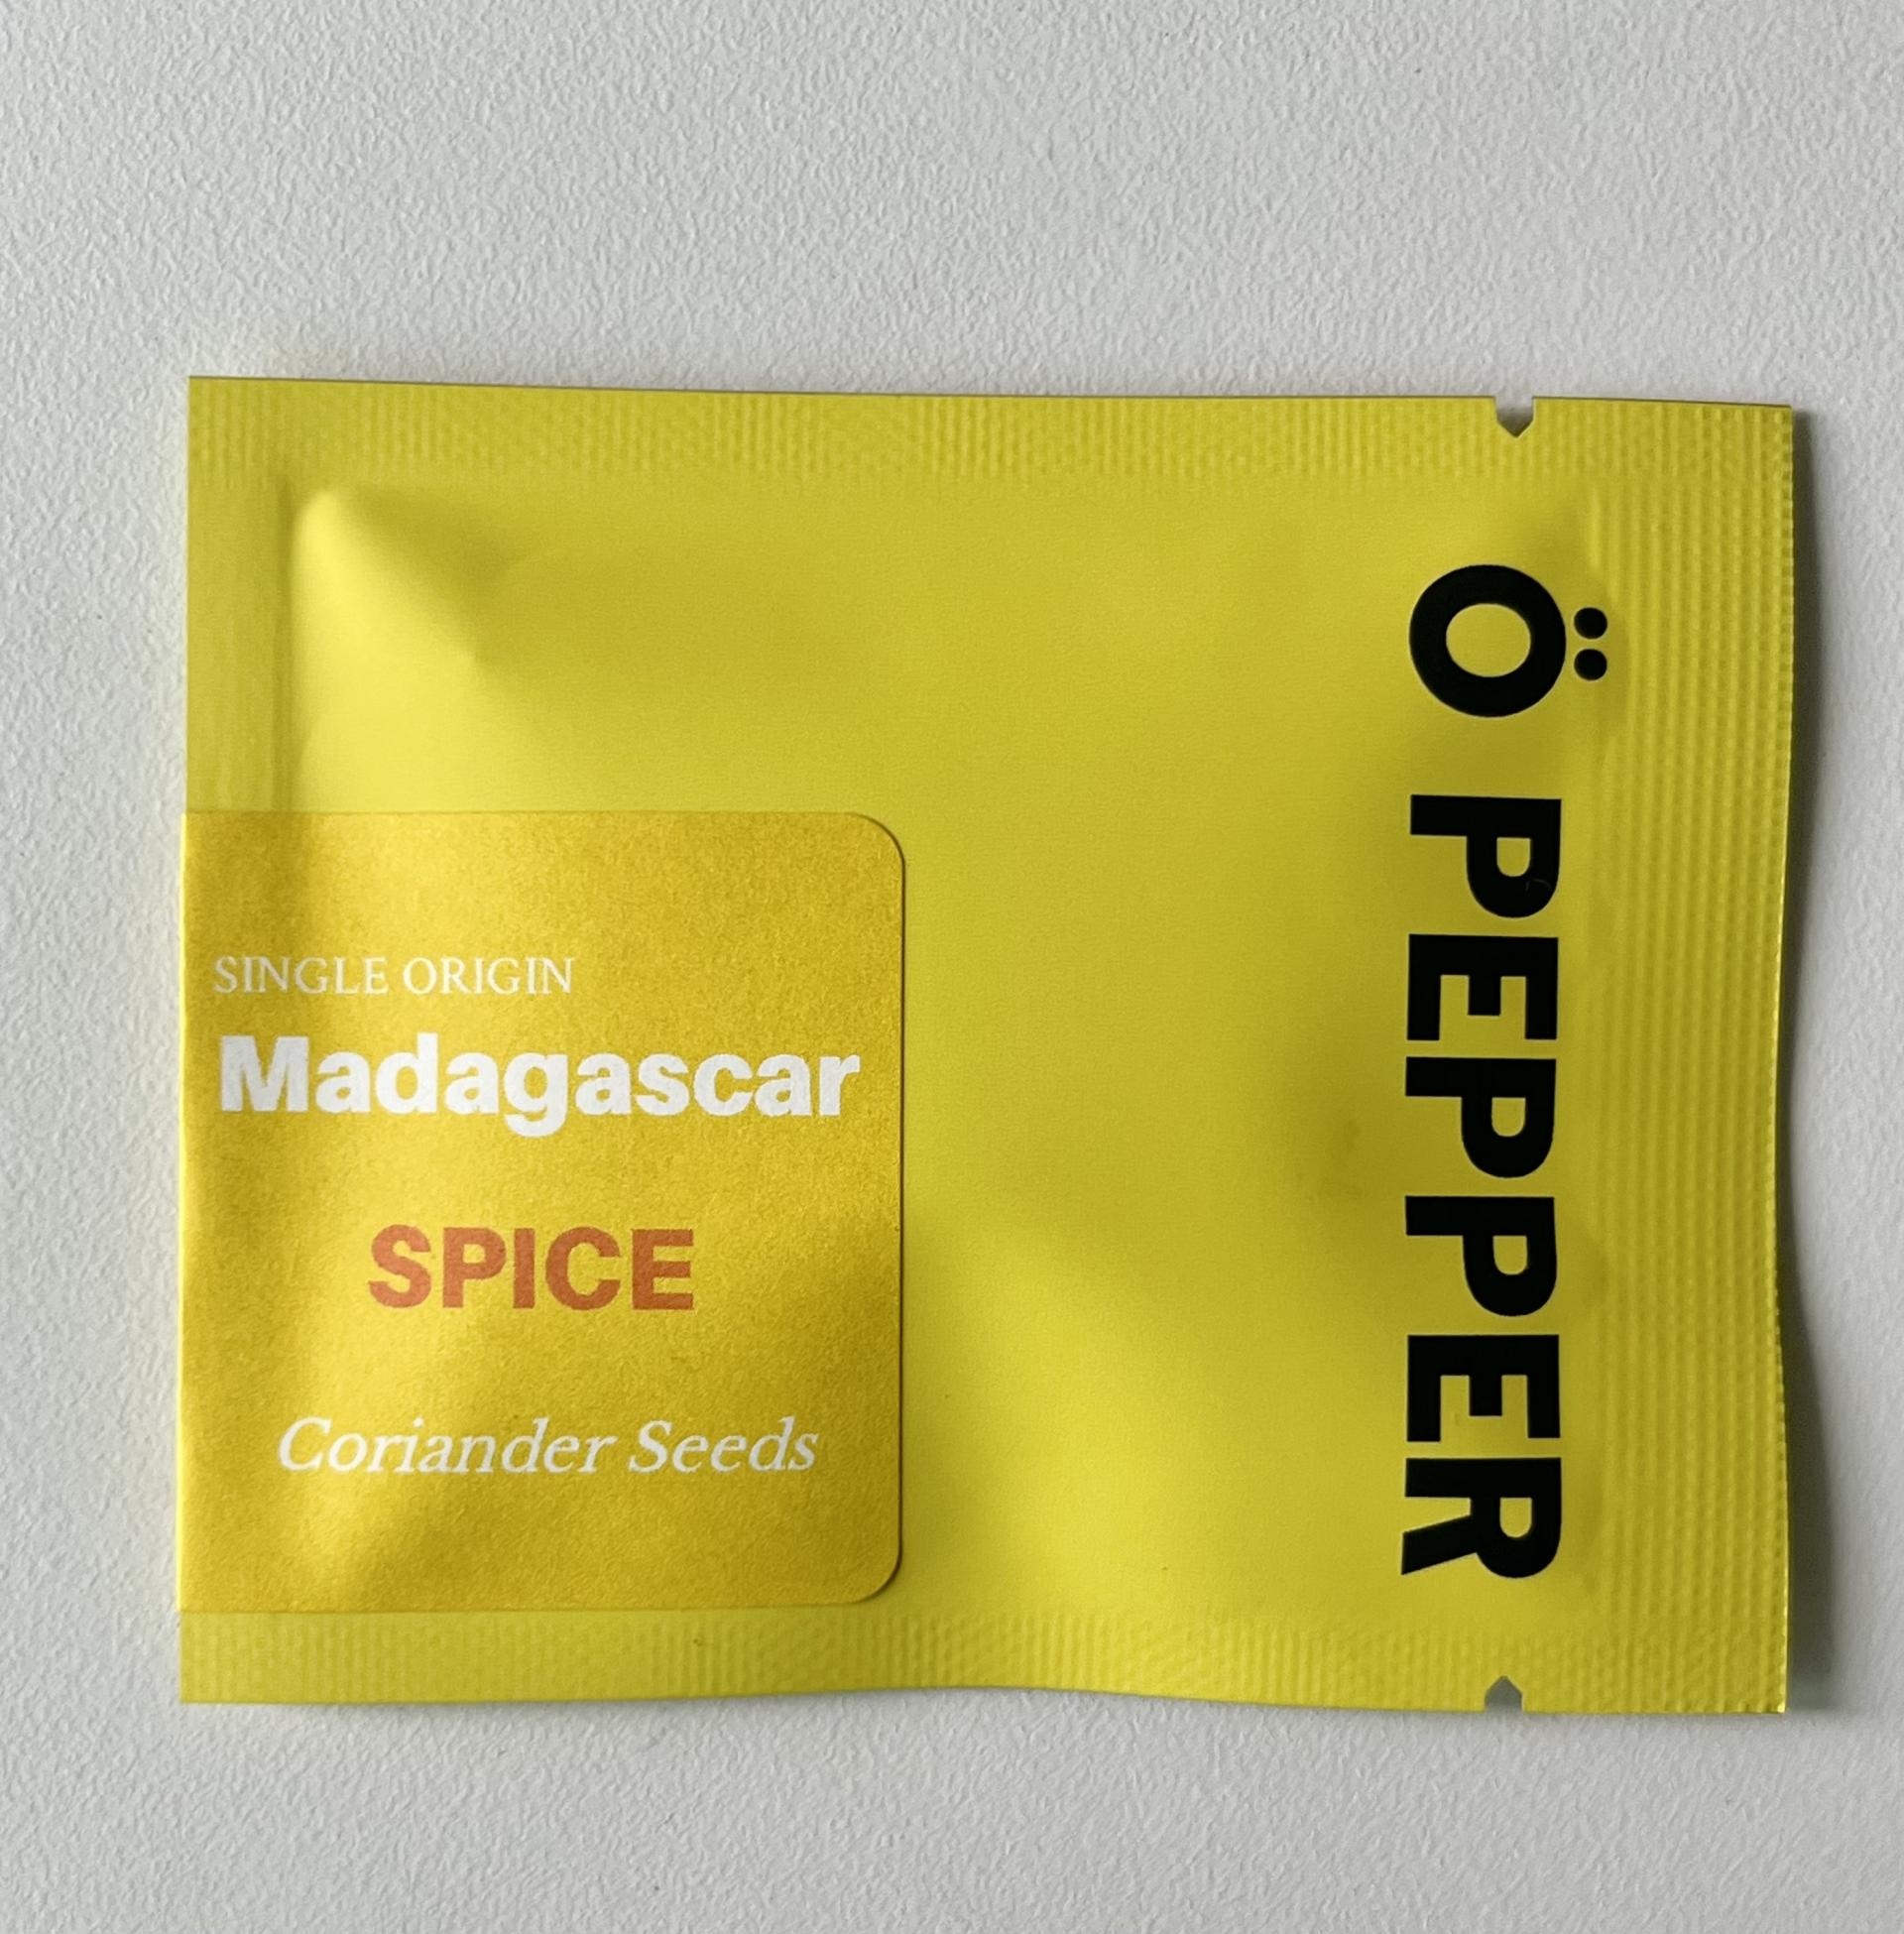 SINGLE ORIGIN
Madagascar
SPICE
Coriander Seeds
Ö PEPPER